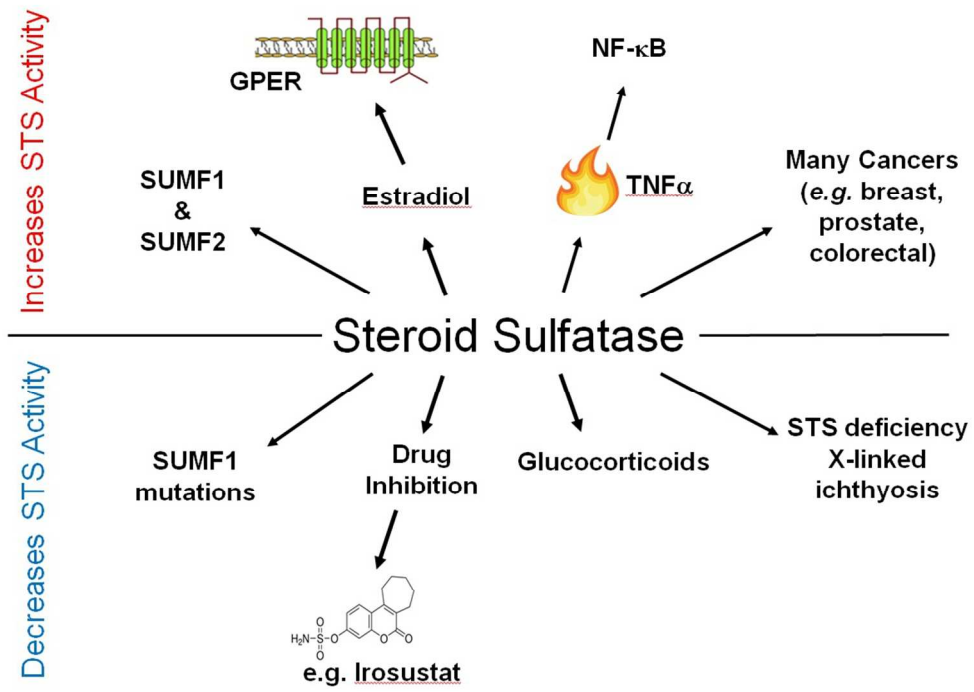 Increases STS Activity
GPER
NF-κB
SUMF1
&
SUMF2
Estradiol
TNFα
Many Cancers
(e.g. breast,
prostate,
colorectal)
Steroid Sulfatase
Decreases STS Activity
SUMF1
mutations
Drug
Inhibition
Glucocorticoids
STS deficiency
X-linked
ichthyosis
O
H₂N S O
O
O O
e.g. Irosustat